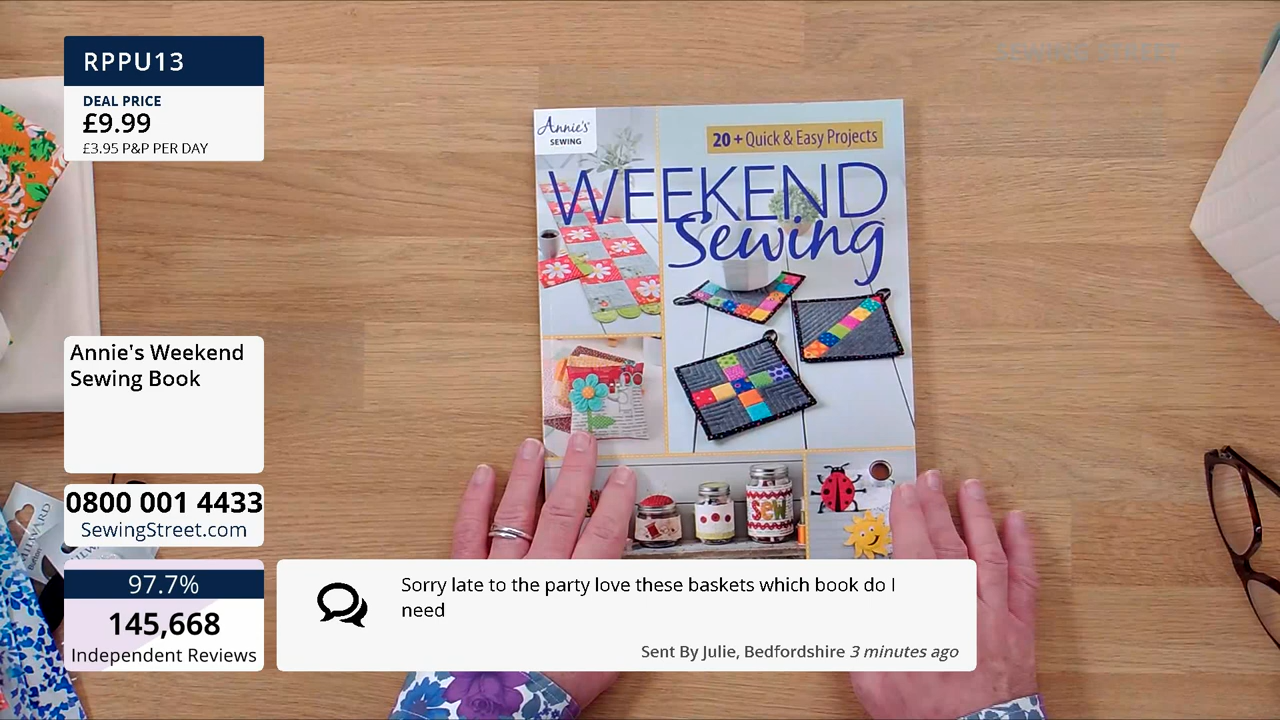 RPPU13
DEAL PRICE
£9.99
£3.95 P&P PER DAY
SEWING STREET
Annie's
SEWING
20 + Quick & Easy Projects
WEEKEND
Sewing
sew
Annie's Weekend
Sewing Book
0800 001 4433
SewingStreet.com
97.7%
145,668
Independent Reviews
Sorry late to the party love these baskets which book do I
need
Sent By Julie, Bedfordshire 3 minutes ago